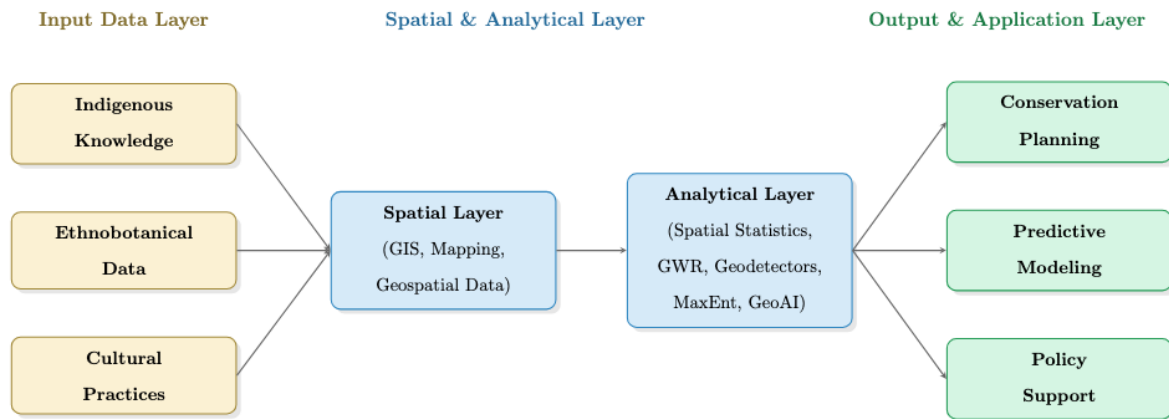 Input Data Layer
Spatial & Analytical Layer
Output & Application Layer
Indigenous
Knowledge
Ethnobotanical
Data
Cultural
Practices
Spatial Layer
(GIS, Mapping,
Geospatial Data)
Analytical Layer
(Spatial Statistics,
GWR, Geodetectors,
MaxEnt, GeoAI)
Conservation
Planning
Predictive
Modeling
Policy
Support